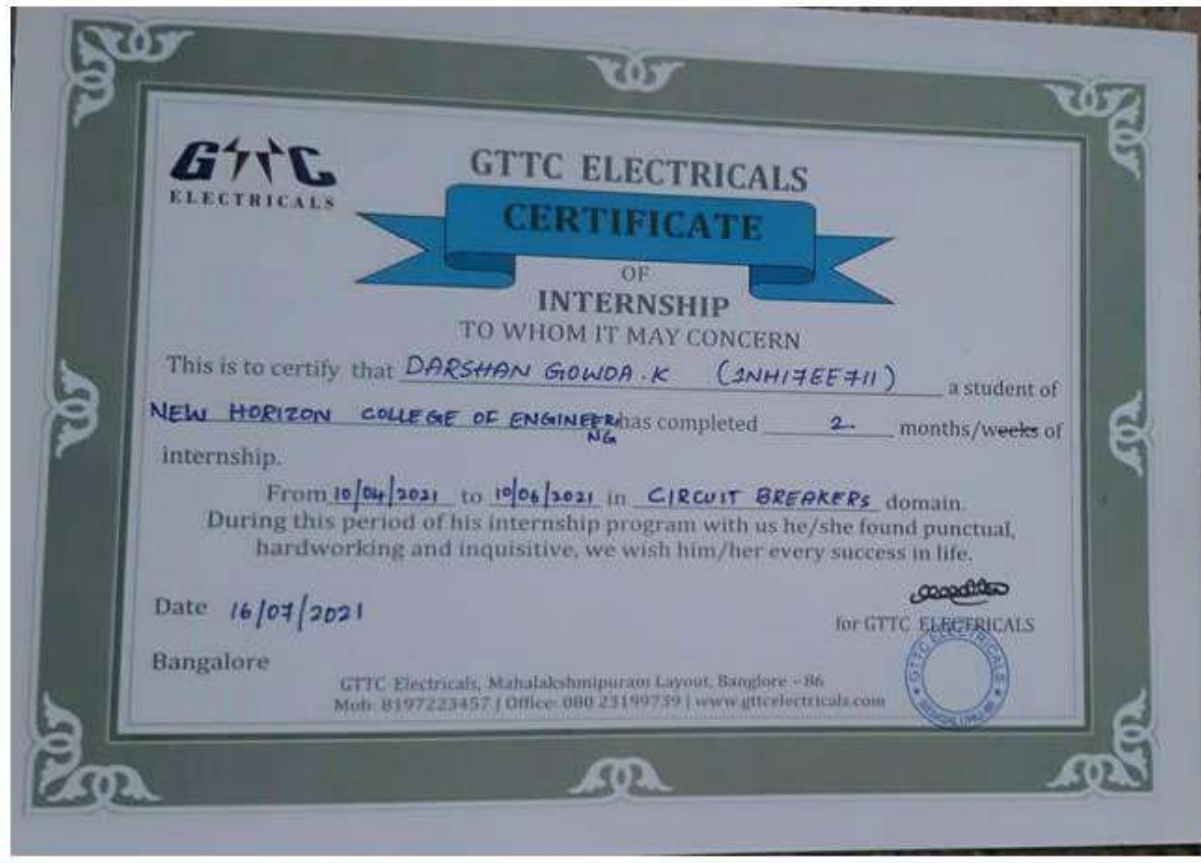 GTTC
ELECTRICALS
GTTC ELECTRICALS
CERTIFICATE
OF
INTERNSHIP
TO WHOM IT MAY CONCERN
This is to certify that DARSHAN GOWDA.K (1NH17EE711) a student of
NEW HORIZON COLLEGE OF ENGINEERI has completed 2 months/weeks of
NG
internship.
From 10/04/2021 to 10/06/2021 in CIRCUIT BREAKERS domain.
During this period of his internship program with us he/she found punctual,
hardworking and inquisitive, we wish him/her every success in life.
Date 16/07/2021
for GTTC ELECTRICALS
Bangalore
GTTC ELECTRICALS
GTTC Electricals, Mahalakshmipuram Layout, Banglore - 86
Mob: 8197223457 | Office: 080 23199739 | www.gttcelectricals.com